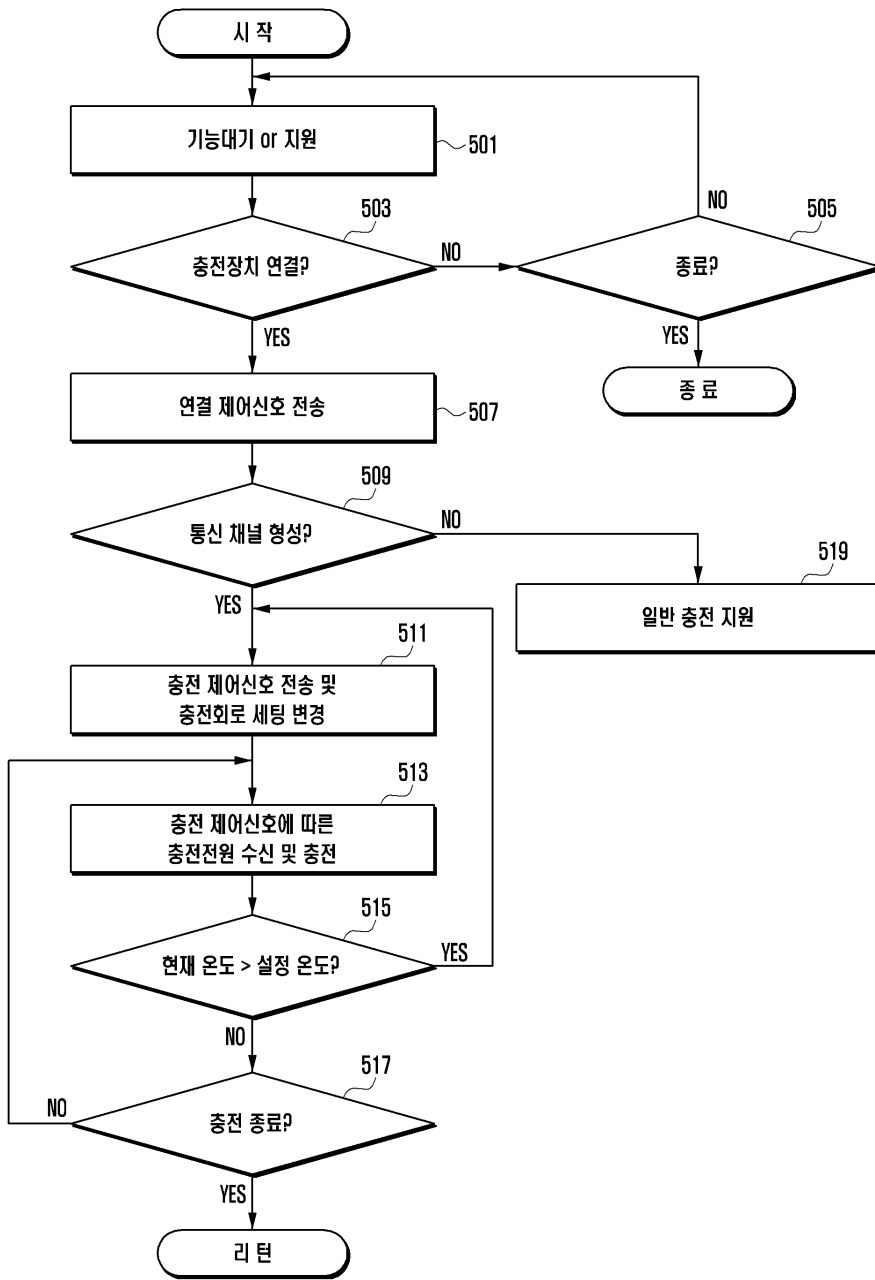 시 작
기능대기 or 지원
501
503
충전장치 연결?
NO
NO
505
종료?
YES
YES
종 료
연결 제어신호 전송
507
509
통신 채널 형성?
NO
YES
519
일반 충전 지원
511
충전 제어신호 전송 및
충전회로 세팅 변경
513
충전 제어신호에 따른
충전전원 수신 및 충전
515
현재 온도 > 설정 온도?
YES
NO
517
충전 종료?
NO
YES
리 턴